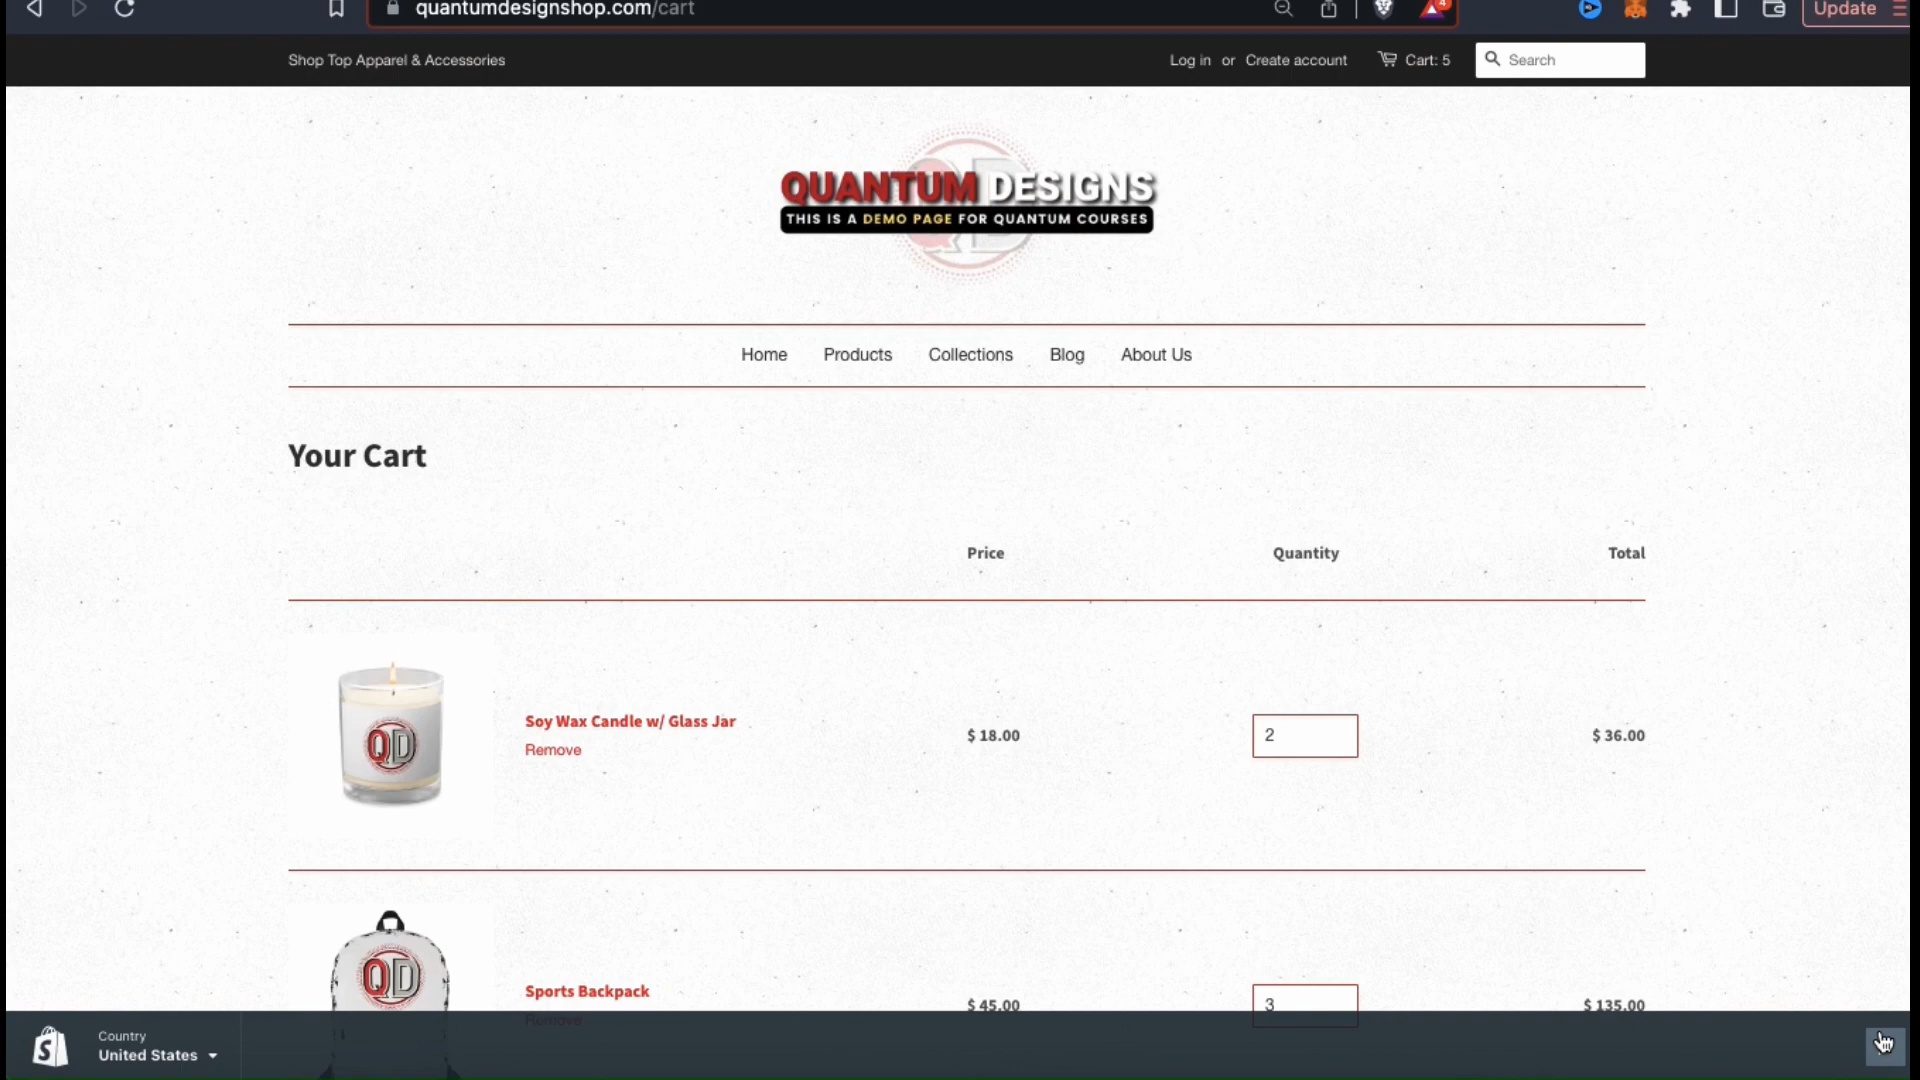 quantumdesignshop.com/cart
4
Update
Shop Top Apparel & Accessories
Log in or Create account
Cart: 5
Search
QUANTUM DESIGNS
THIS IS A DEMO PAGE FOR QUANTUM COURSES
Home Products Collections Blog About Us
Your Cart
Price Quantity Total
QD
Soy Wax Candle w/ Glass Jar
Remove
$ 18.00
2
$ 36.00
QD
Sports Backpack
Remove
$ 45.00
3
$ 135.00
Country
United States